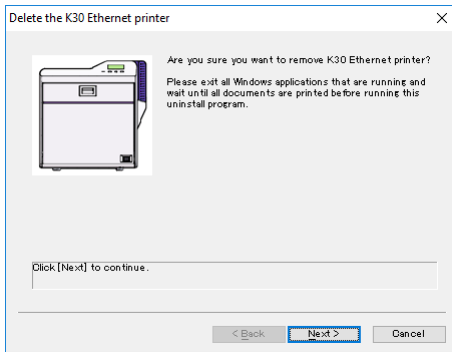 Delete the K30 Ethernet printer
Are you sure you want to remove K30 Ethernet printer?
Please exit all Windows applications that are running and
wait until all documents are printed before running this
uninstall program.
Click [Next] to continue.
< Back
Next >
Cancel